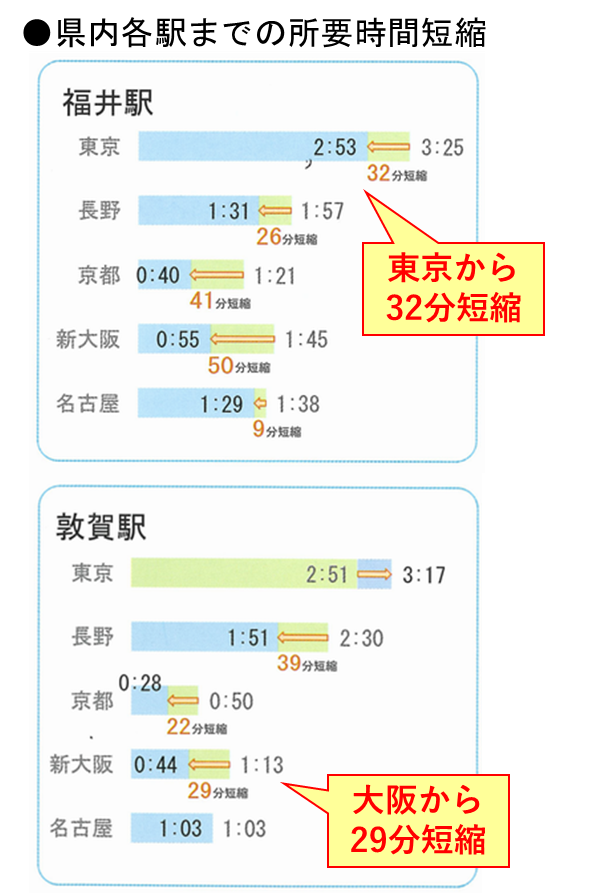 ●県内各駅までの所要時間短縮
福井駅
東京 2:53 3:25
32分短縮
長野 1:31 1:57
26分短縮
京都 0:40 1:21
41分短縮
新大阪 0:55 1:45
50分短縮
名古屋 1:29 1:38
9分短縮
東京から
32分短縮
敦賀駅
東京 2:51 3:17
長野 1:51 2:30
39分短縮
京都 0:28 0:50
22分短縮
新大阪 0:44 1:13
29分短縮
名古屋 1:03 1:03
大阪から
29分短縮